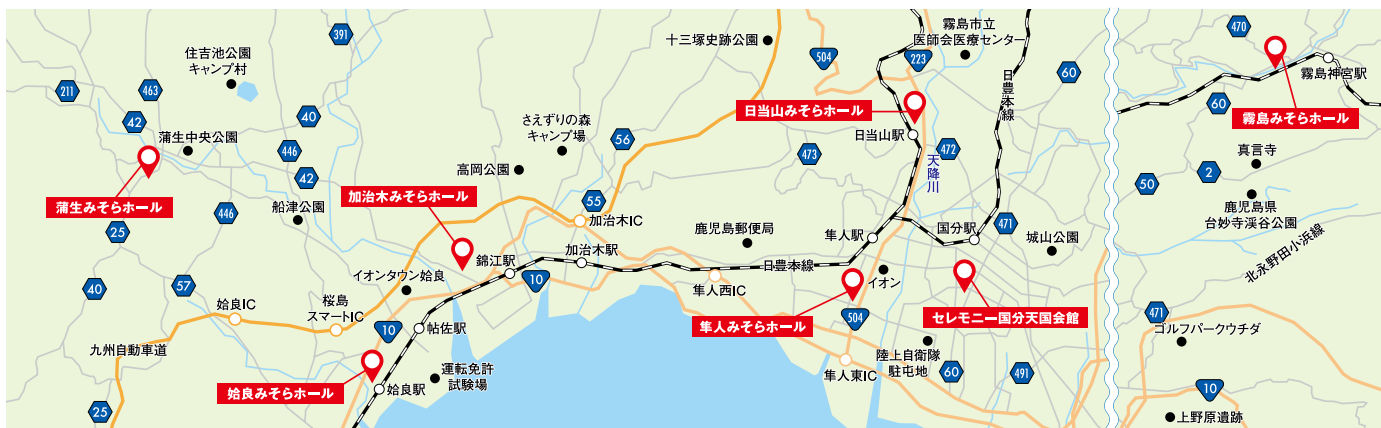 391
十三塚史跡公園
霧島市立
医師会医療センター
504
223
日豊本線
60
470
霧島神宮駅
住吉池公園
キャンプ村
211
463
42
40
蒲生中央公園
446
42
さえずりの森
キャンプ場
56
高岡公園
日当山みそらホール
日当山駅
473
472
天降川
60
霧島みそらホール
真言寺
2
50
鹿児島県
台妙寺渓谷公園
蒲生みそらホール
446
25
船津公園
加治木みそらホール
55
加治木IC
鹿児島郵便局
隼人駅
国分駅
471
城山公園
北永野田小浜線
加治木駅
錦江駅
10
日豊本線
隼人西IC
イオン
イオンタウン姶良
40
57
姶良IC
桜島
スマートIC
九州自動車道
10
帖佐駅
隼人みそらホール
504
セレモニー国分天国会館
471
ゴルフパークウチダ
陸上自衛隊
駐屯地
隼人東IC
60
491
姶良みそらホール
姶良駅
運転免許
試験場
25
10
上野原遺跡